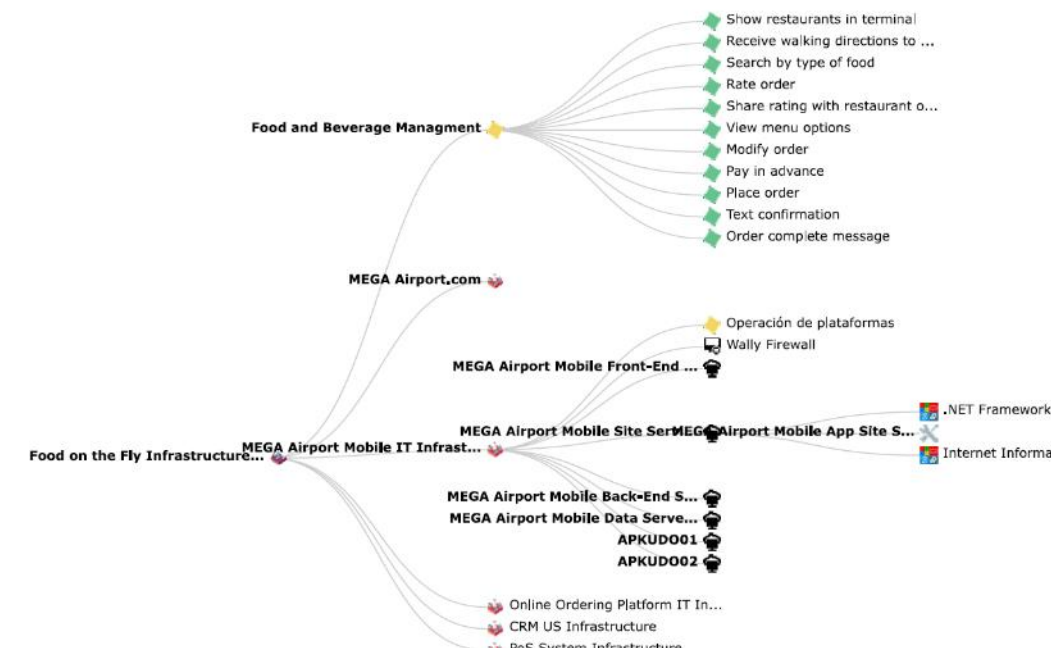 Show restaurants in terminal
Receive walking directions to ...
Search by type of food
Rate order
Share rating with restaurant o...
Food and Beverage Managment
View menu options
Modify order
Pay in advance
Place order
Text confirmation
Order complete message
MEGA Airport.com
Operación de plataformas
Wally Firewall
MEGA Airport Mobile Front-End ...
.NET Framework
MEGA Airport Mobile Site Serv
MEGA Airport Mobile App Site S...
MEGA Airport Mobile IT Infrast...
Food on the Fly Infrastructure...
Internet Informa
MEGA Airport Mobile Back-End S...
MEGA Airport Mobile Data Serve...
APKUDO01
APKUDO02
Online Ordering Platform IT In...
CRM US Infrastructure
PoS System Infrastructure